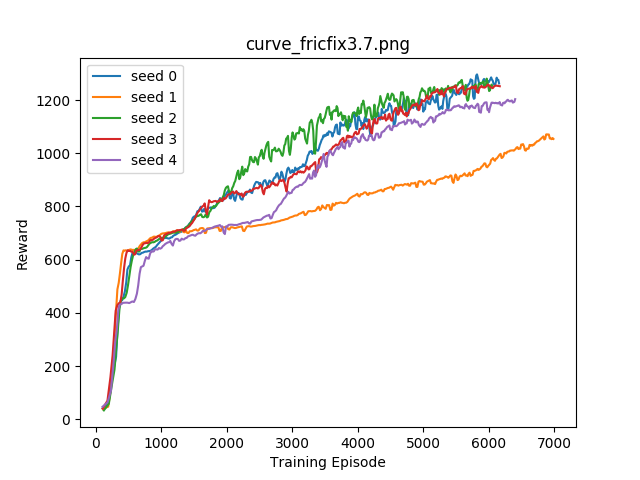 curve_fricfix3.7.png
seed 0
seed 1
seed 2
seed 3
seed 4
Reward
1200
1000
800
600
400
200
0
0 1000 2000 3000 4000 5000 6000 7000
Training Episode